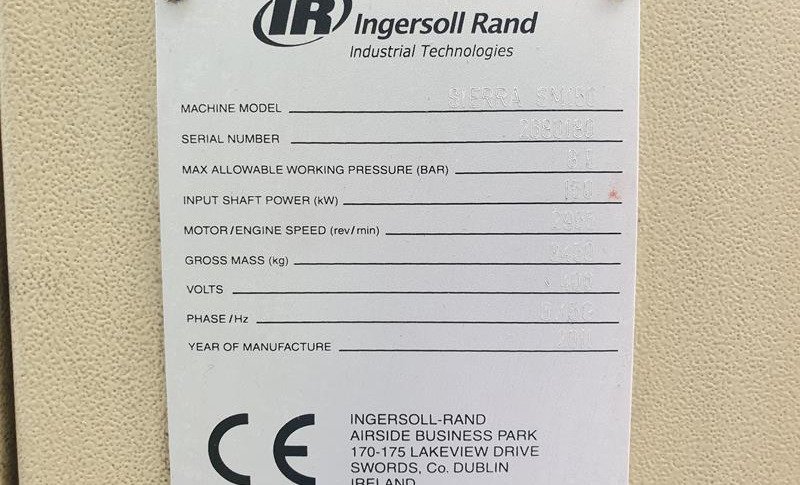 IR Ingersoll Rand
Industrial Technologies
MACHINE MODEL SIERRA
SERIAL NUMBER
MAX ALLOWABLE WORKING PRESSURE (BAR)
INPUT SHAFT POWER (kW)
MOTOR/ENGINE SPEED (rev/min)
GROSS MASS (kg)
VOLTS
PHASE/Hz
YEAR OF MANUFACTURE
CE
INGERSOLL-RAND
AIRSIDE BUSINESS PARK
170-175 LAKEVIEW DRIVE
SWORDS, Co. DUBLIN
IRELAND